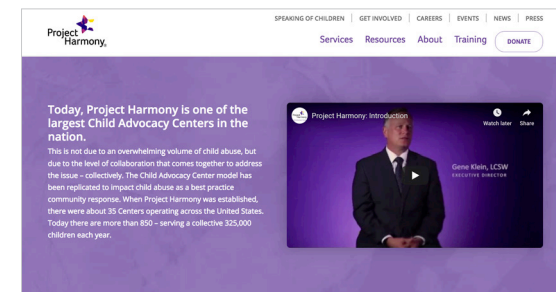 SPEAKING OF CHILDREN | GET INVOLVED | CAREERS | EVENTS | NEWS | PRESS
Project
Harmony®
Services Resources About Training DONATE
Today, Project Harmony is one of the
largest Child Advocacy Centers in the
nation.
This is not due to an overwhelming volume of child abuse, but
due to the level of collaboration that comes together to address
the issue – collectively. The Child Advocacy Center model has
been replicated to impact child abuse as a best practice
community response. When Project Harmony was established,
there were about 35 Centers operating across the United States.
Today there are more than 850 – serving a collective 325,000
children each year.
Project Harmony: Introduction
Watch later Share
Gene Klein, LCSW
EXECUTIVE DIRECTOR